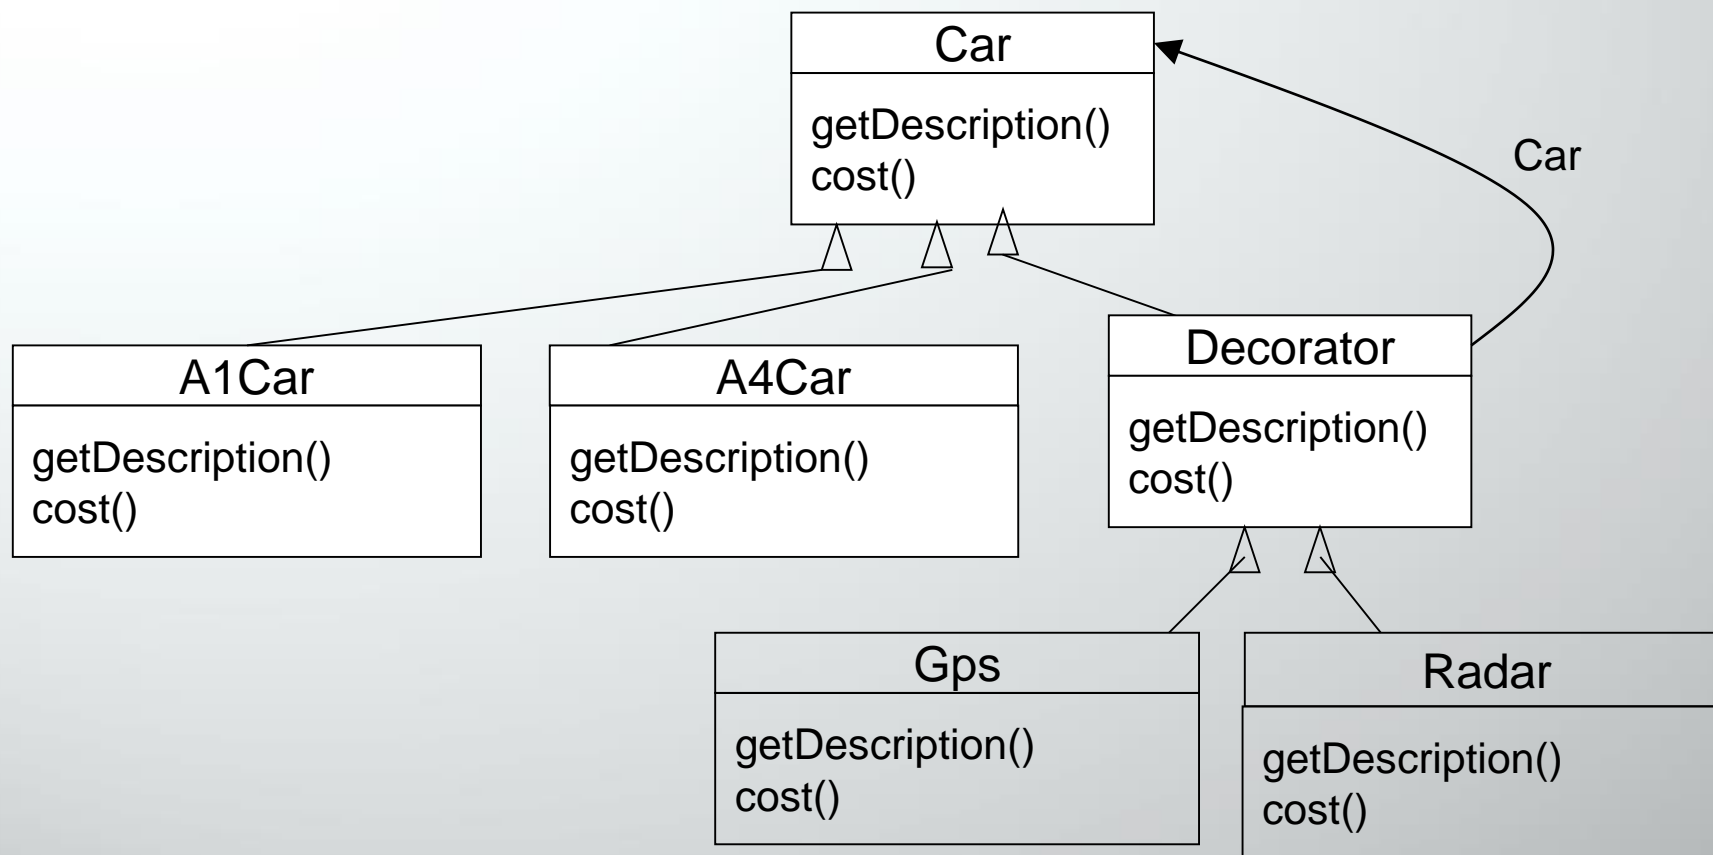 Car
getDescription()
cost()
Car
A1Car
getDescription()
cost()
A4Car
getDescription()
cost()
Decorator
getDescription()
cost()
Gps
getDescription()
cost()
Radar
getDescription()
cost()